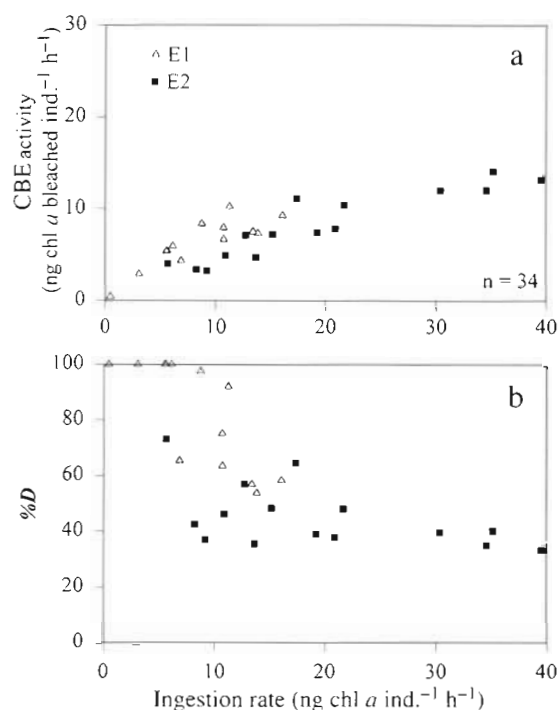 30
20
10
0
CBE activity
(ng chl a bleached ind.⁻¹ h⁻¹)
△ E1
■ E2
a
n = 34
0 10 20 30 40
100
80
60
40
20
0
%D
b
0 10 20 30 40
Ingestion rate (ng chl a ind.⁻¹ h⁻¹)